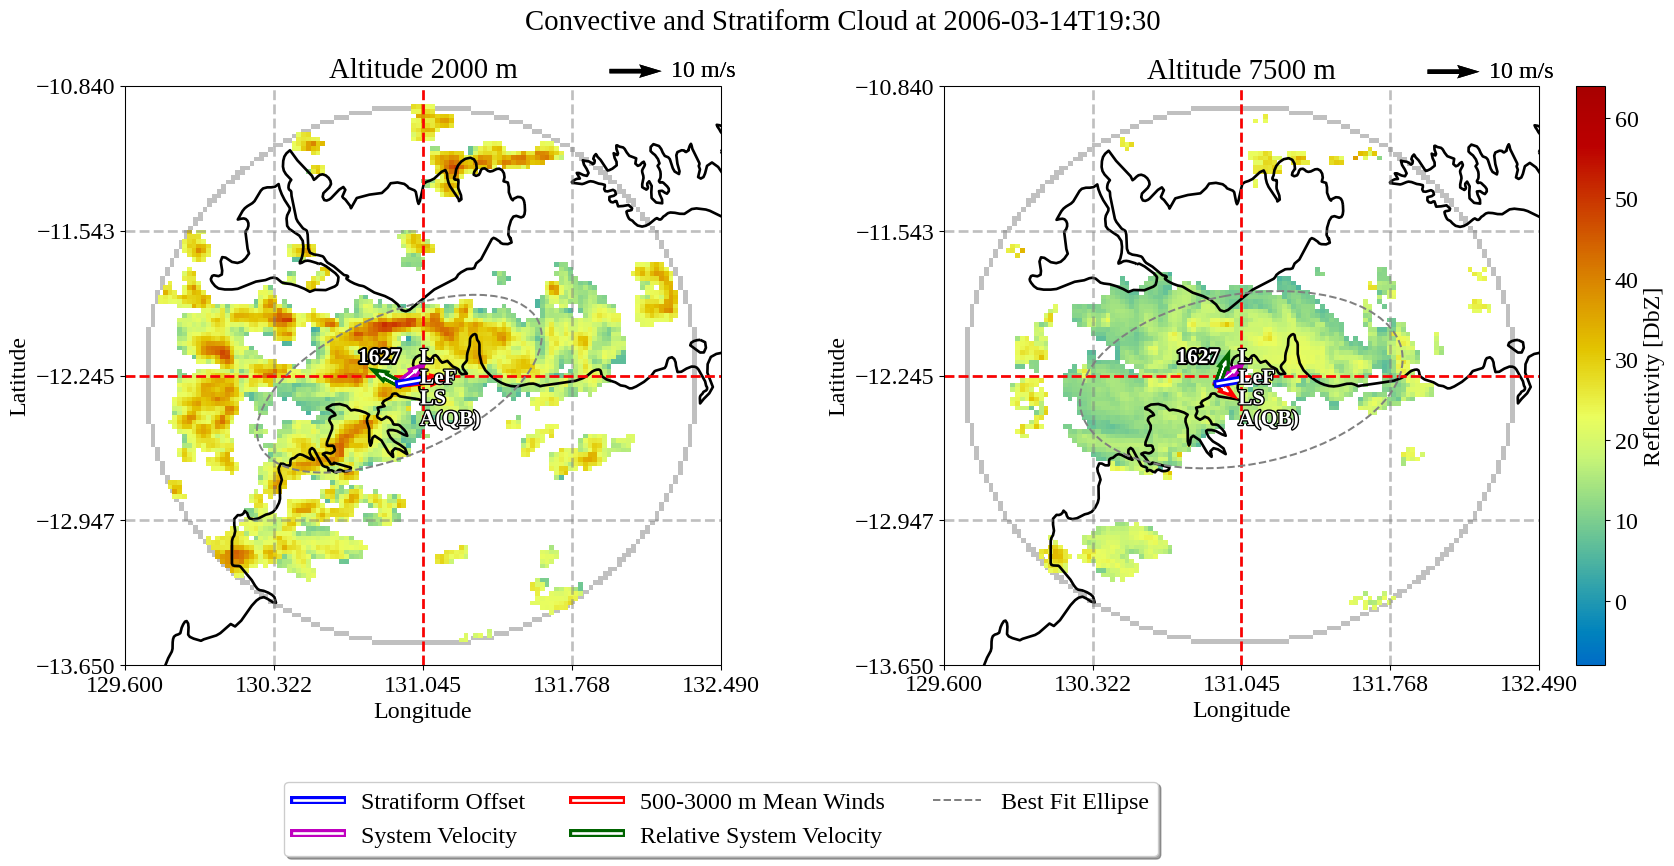 Convective and Stratiform Cloud at 2006-03-14T19:30
Altitude 2000 m
10 m/s
−10.840
−11.543
−12.245
−12.947
−13.650
Latitude
129.600
130.322
131.045
131.768
132.490
Longitude
1627
L
LeF
LS
A(QB)
Altitude 7500 m
10 m/s
−10.840
−11.543
−12.245
−12.947
−13.650
Latitude
129.600
130.322
131.045
131.768
132.490
Longitude
1627
L
LeF
LS
A(QB)
60
50
40
30
20
10
0
Reflectivity [DbZ]
Stratiform Offset
System Velocity
500-3000 m Mean Winds
Relative System Velocity
Best Fit Ellipse